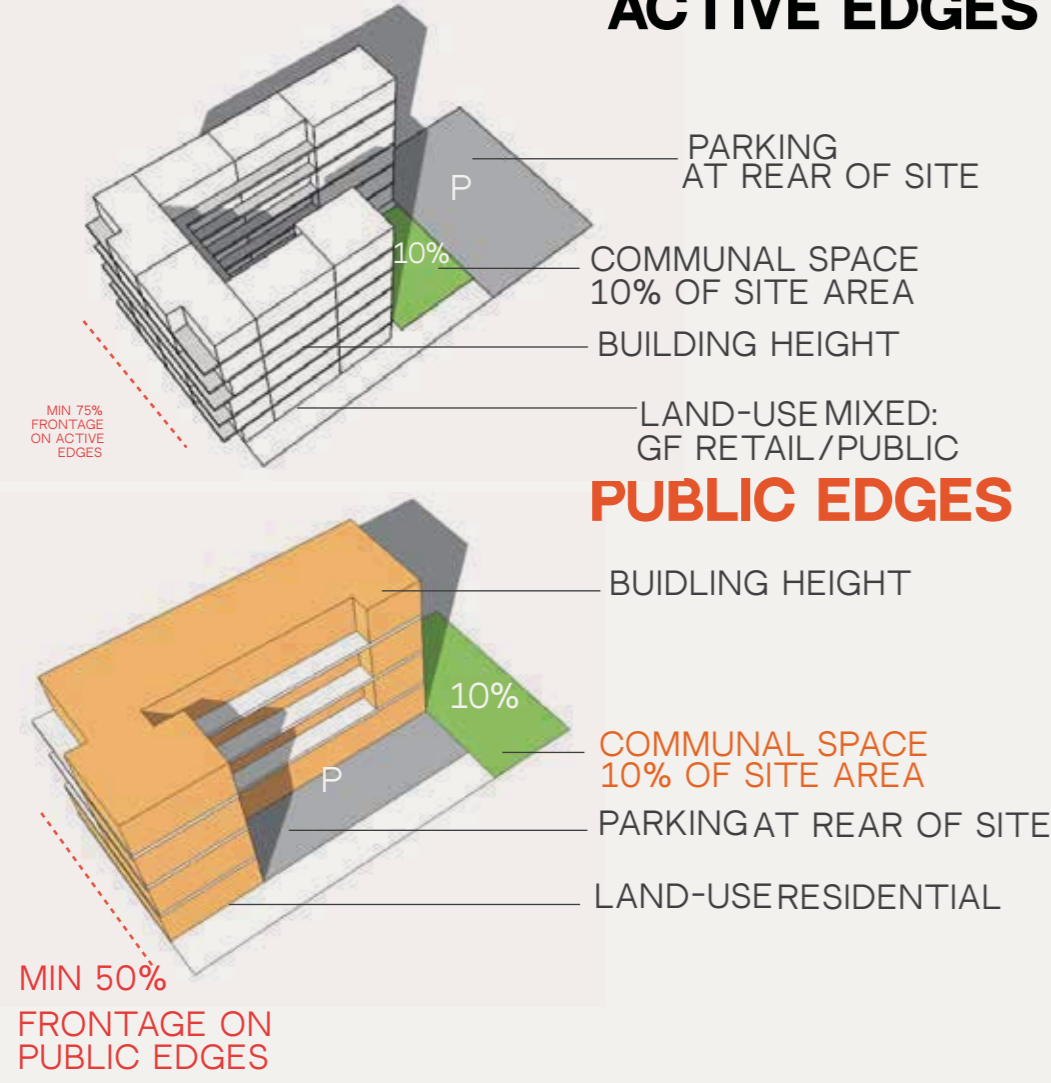 ACTIVE EDGES
PARKING
AT REAR OF SITE
P
10%
COMMUNAL SPACE
10% OF SITE AREA
BUILDING HEIGHT
MIN 75%
FRONTAGE
ON ACTIVE
EDGES
LAND-USE MIXED:
GF RETAIL/PUBLIC
PUBLIC EDGES
BUIDLING HEIGHT
10%
COMMUNAL SPACE
10% OF SITE AREA
P
PARKING AT REAR OF SITE
LAND-USE RESIDENTIAL
MIN 50%
FRONTAGE ON
PUBLIC EDGES